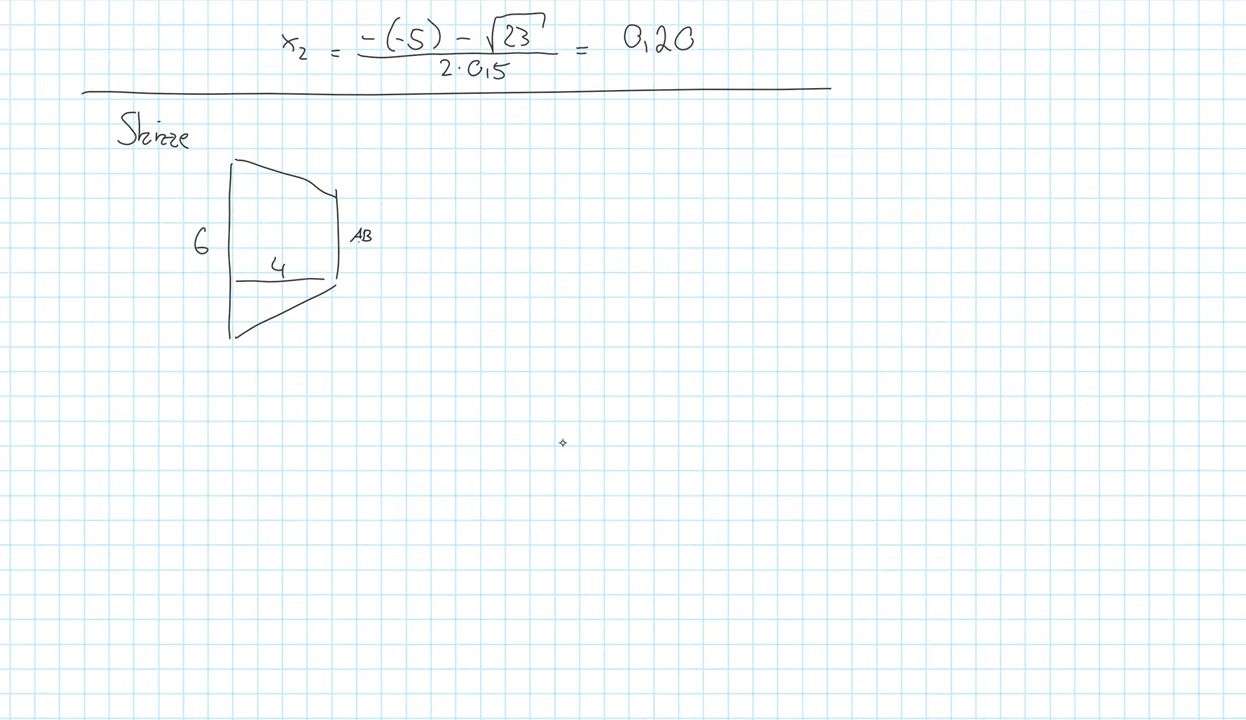 x₂ = (-(-5) - √23) / (2·0,5) = 0,20
Skizze
6
AB
4